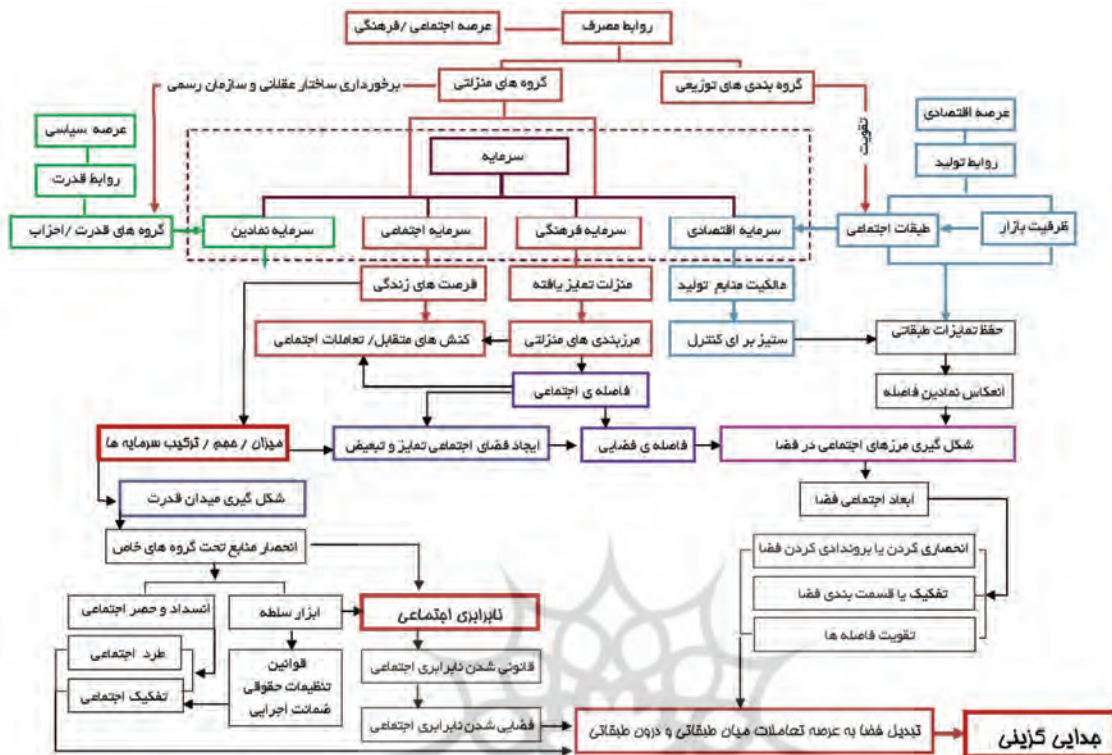 روابط مصرف
عرصه اجتماعی /فرهنگی
گروه بندی های توزیعی
گروه های منزلتی
برخورداری ساختار عقلانی و سازمان رسمی
عرصه اقتصادی
تقویت
عرصه سیاسی
سرمایه
روابط تولید
روابط قدرت
ظرفیت بازار
طبقات اجتماعی
سرمایه اقتصادی
سرمایه فرهنگی
سرمایه اجتماعی
سرمایه نمادین
گروه های قدرت /احزاب
مالکیت منابع تولید
منزلت تمایز یافته
فرصت های زندگی
حفظ تمایزات طبقاتی
ستیز بر ای کنترل
مرزبندی های منزلتی
کنش های متقابل/ تعاملات اجتماعی
انعکاس نمادین فاصله
فاصله ی اجتماعی
شکل گیری مرزهای اجتماعی در فضا
فاصله ی فضایی
ایجاد فضای اجتماعی تمایز و تبعیض
میزان / حجم / ترکیب سرمایه ها
ابعاد اجتماعی فضا
شکل گیری میدان قدرت
انحصاری کردن یا بروندادی کردن فضا
انحصار منابع تحت گروه های خاص
تفکیک یا قسمت بندی فضا
نابرابری اجتماعی
ابزار سلطه
انسداد و حصر اجتماعی
تقویت فاصله ها
قانونی شدن نابرابری اجتماعی
قوانین
تنظیمات حقوقی
ضمانت اجرایی
طرد اجتماعی
تفکیک اجتماعی
فضایی شدن نابرابری اجتماعی
تبدیل فضا به عرصه تعاملات میان طبقاتی و درون طبقاتی
جدایی گزینی